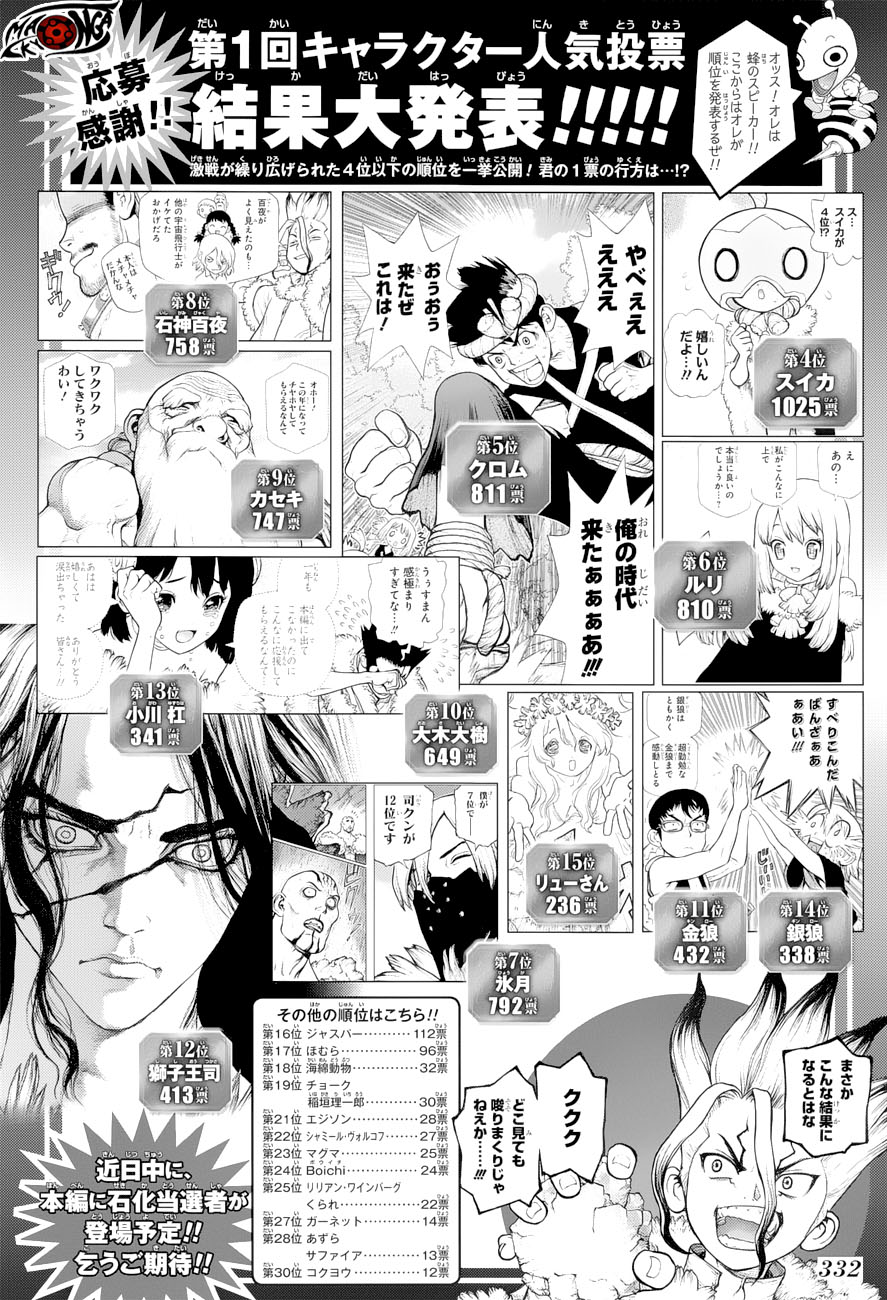 MANGA
第1回キャラクター人気投票
結果大発表!!!!!
激戦が繰り広げられた4位以下の順位を一挙公開！君の1票の行方は…!?
応募
感謝!!
オッス！オレは
蜂のスピーカー!!
ここからはオレが
順位を発表するぜ!!
ス…
スイカが
4位!?
嬉しいん
だよ…!!
第4位
スイカ
1025票
やべぇえ
えええ
おぅおぅ
来たぜ
これは！
第5位
クロム
811票
俺の時代
来たぁぁぁあ!!!
百夜が
よく見えたのも…
他の宇宙飛行士が
イケてた
おかげだろ
本人は
メチャメチャ
だかんな
ギクゥ！
第8位
石神百夜
758票
オホー！
この年になって
チヤホヤして
もらえるなんて
ワクワク
してきちゃう
わい！
第9位
カセキ
747票
え
あの…
私がこんなに
上で
本当に良いの
でしょうか…？
第6位
ルリ
810票
うぅすまん
感極まり
すぎてな…!!
一年も
本編に出て
こなかったのに
こんなに応援して
もらえるなんて
あはは
嬉しくて
涙出ちゃった
ありがとう
皆さん…!!
第13位
小川 杠
341票
第10位
大木大樹
649票
すべりこんだ
ばんざぁあ
ぁあい!!!
銀狼は
ともかく
超勤勉な
金狼まで
感動しとる
第11位
金狼
432票
第14位
銀狼
338票
第15位
リューさん
236票
僕が
7位で―
司クンが
12位です
第7位
氷月
792票
第12位
獅子王司
413票
その他の順位はこちら!!
第16位 ジャスパー………112票
第17位 ほむら………96票
第18位 海綿動物………32票
第19位 チョーク
稲垣理一郎………30票
第21位 エジソン………28票
第22位 シャミール・ヴォルコフ……27票
第23位 マグマ………25票
第24位 Boichi………24票
第25位 リリアン・ワインバーグ
くられ………22票
第27位 ガーネット………14票
第28位 あずら
サファイア………13票
第30位 コクヨウ………12票
まさか
こんな結果に
なるとはな
ククク
どこ見ても
唆りまくりじゃ
ねえか…!!
近日中に、
本編に石化当選者が
登場予定!!
乞うご期待!!
332